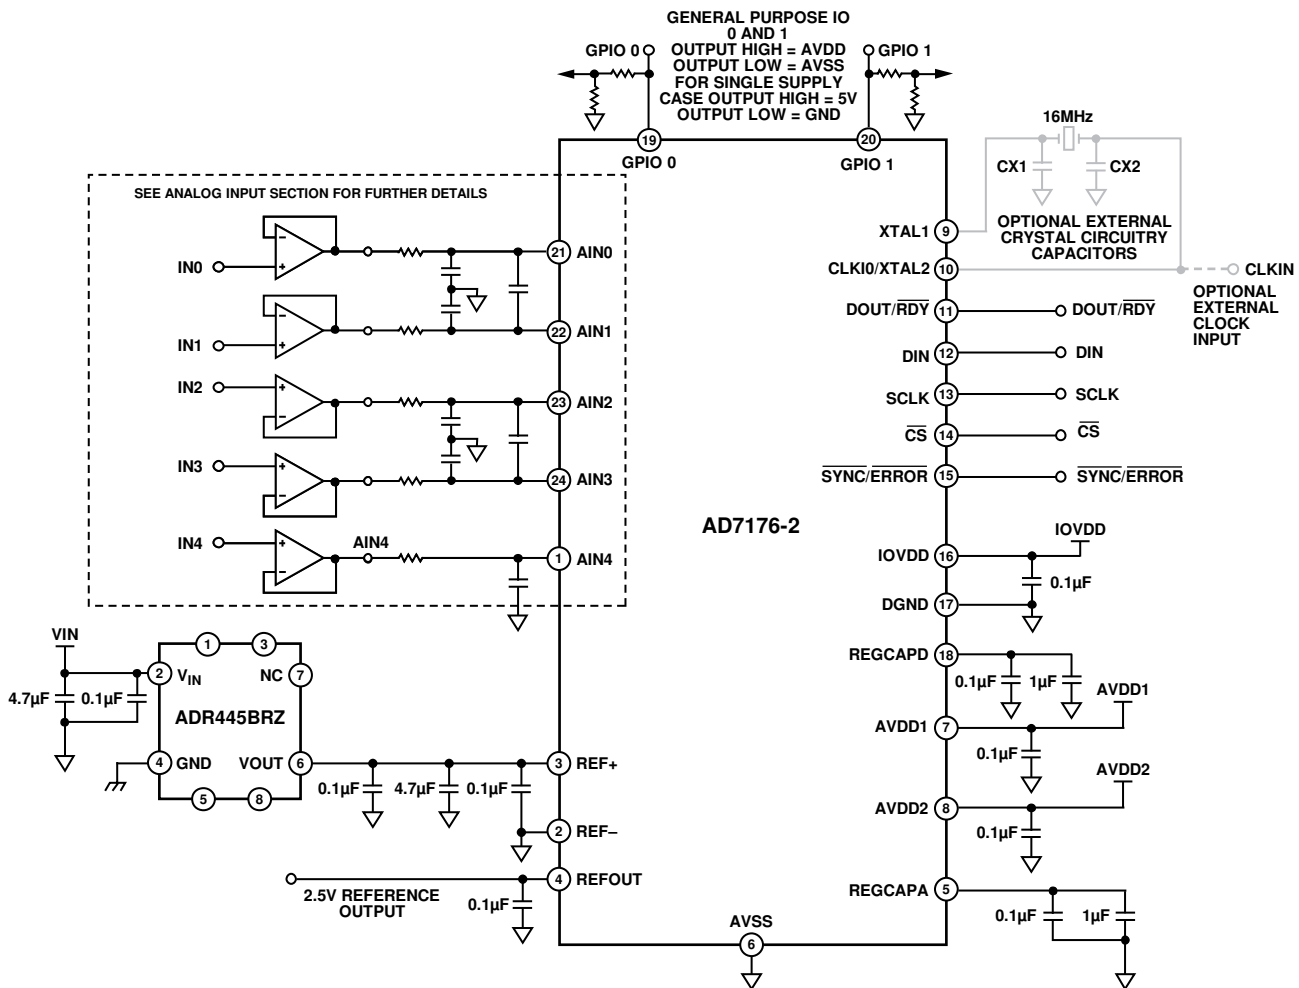 GENERAL PURPOSE IO
0 AND 1
OUTPUT HIGH = AVDD
OUTPUT LOW = AVSS
FOR SINGLE SUPPLY
CASE OUTPUT HIGH = 5V
OUTPUT LOW = GND
GPIO 0
GPIO 1
19
GPIO 0
20
GPIO 1
16MHz
CX1
CX2
OPTIONAL EXTERNAL
CRYSTAL CIRCUITRY
CAPACITORS
SEE ANALOG INPUT SECTION FOR FURTHER DETAILS
IN0
–
+
21
AIN0
IN1
–
+
22
AIN1
IN2
+
–
23
AIN2
IN3
+
–
24
AIN3
IN4
+
–
AIN4
1
AIN4
XTAL1
9
CLKI0/XTAL2
10
CLKIN
OPTIONAL
EXTERNAL
CLOCK
INPUT
DOUT/RDY
11
DOUT/RDY
DIN
12
DIN
SCLK
13
SCLK
CS
14
CS
SYNC/ERROR
15
SYNC/ERROR
AD7176-2
IOVDD
IOVDD
16
0.1µF
DGND
17
REGCAPD
18
0.1µF
1µF
AVDD1
AVDD1
7
0.1µF
AVDD2
AVDD2
8
0.1µF
REGCAPA
5
0.1µF
1µF
VIN
4.7µF
0.1µF
1
3
2
VIN
NC
7
ADR445BRZ
4
GND
VOUT
6
5
8
0.1µF
4.7µF
0.1µF
3
REF+
2
REF–
4
REFOUT
2.5V REFERENCE
OUTPUT
0.1µF
AVSS
6